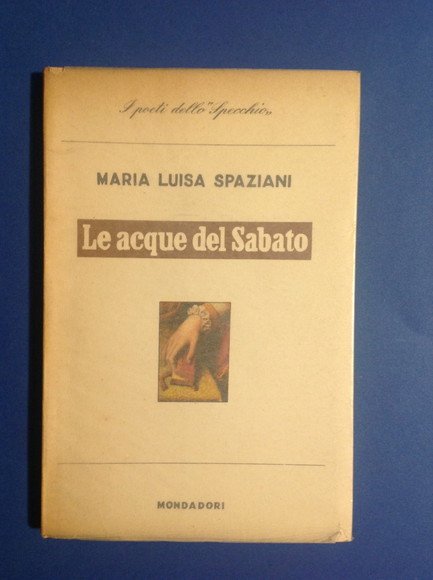 I poeti dello "Specchio„
MARIA LUISA SPAZIANI
Le acque del Sabato
MONDADORI